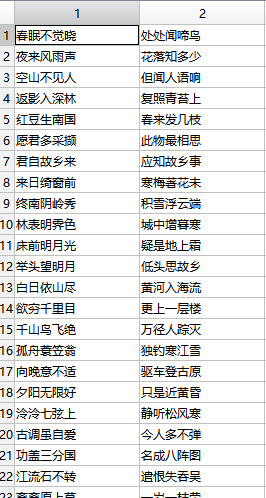 1 2
1 春眠不觉晓 处处闻啼鸟
2 夜来风雨声 花落知多少
3 空山不见人 但闻人语响
4 返影入深林 复照青苔上
5 红豆生南国 春来发几枝
6 愿君多采撷 此物最相思
7 君自故乡来 应知故乡事
8 来日绮窗前 寒梅著花未
9 终南阴岭秀 积雪浮云端
10 林表明霁色 城中增暮寒
11 床前明月光 疑是地上霜
12 举头望明月 低头思故乡
13 白日依山尽 黄河入海流
14 欲穷千里目 更上一层楼
15 千山鸟飞绝 万径人踪灭
16 孤舟蓑笠翁 独钓寒江雪
17 向晚意不适 驱车登古原
18 夕阳无限好 只是近黄昏
19 泠泠七弦上 静听松风寒
20 古调虽自爱 今人多不弹
21 功盖三分国 名成八阵图
22 江流石不转 遗恨失吞吴